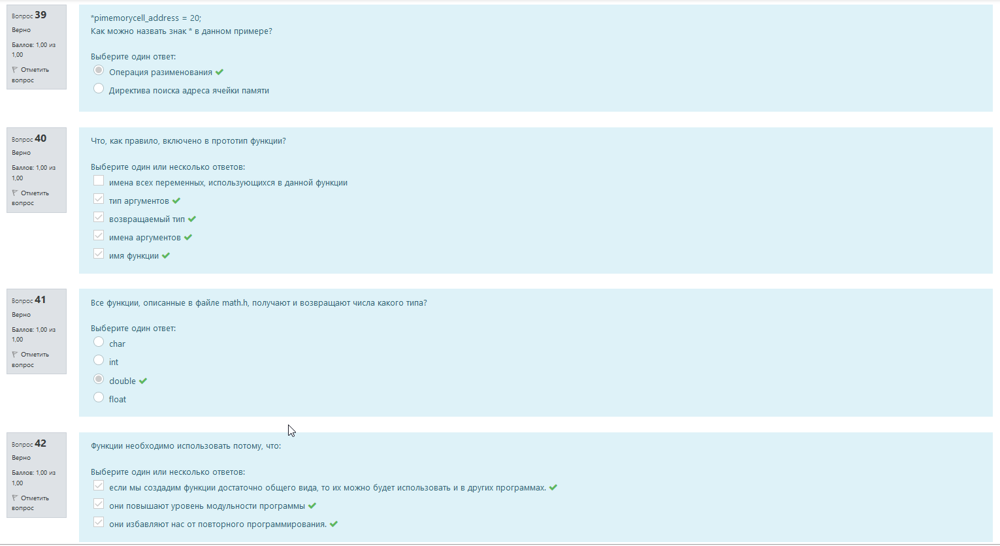 Вопрос 39
Верно
Баллов: 1,00 из
1,00
Отметить
вопрос
*pimemorycell_address = 20;
Как можно назвать знак * в данном примере?
Выберите один ответ:
Операция разименования
Директива поиска адреса ячейки памяти
Вопрос 40
Верно
Баллов: 1,00 из
1,00
Отметить
вопрос
Что, как правило, включено в прототип функции?
Выберите один или несколько ответов:
имена всех переменных, использующихся в данной функции
тип аргументов
возвращаемый тип
имена аргументов
имя функции
Вопрос 41
Верно
Баллов: 1,00 из
1,00
Отметить
вопрос
Все функции, описанные в файле math.h, получают и возвращают числа какого типа?
Выберите один ответ:
char
int
double
float
Вопрос 42
Верно
Баллов: 1,00 из
1,00
Отметить
вопрос
Функции необходимо использовать потому, что:
Выберите один или несколько ответов:
если мы создадим функции достаточно общего вида, то их можно будет использовать и в других программах.
они повышают уровень модульности программы
они избавляют нас от повторного программирования.